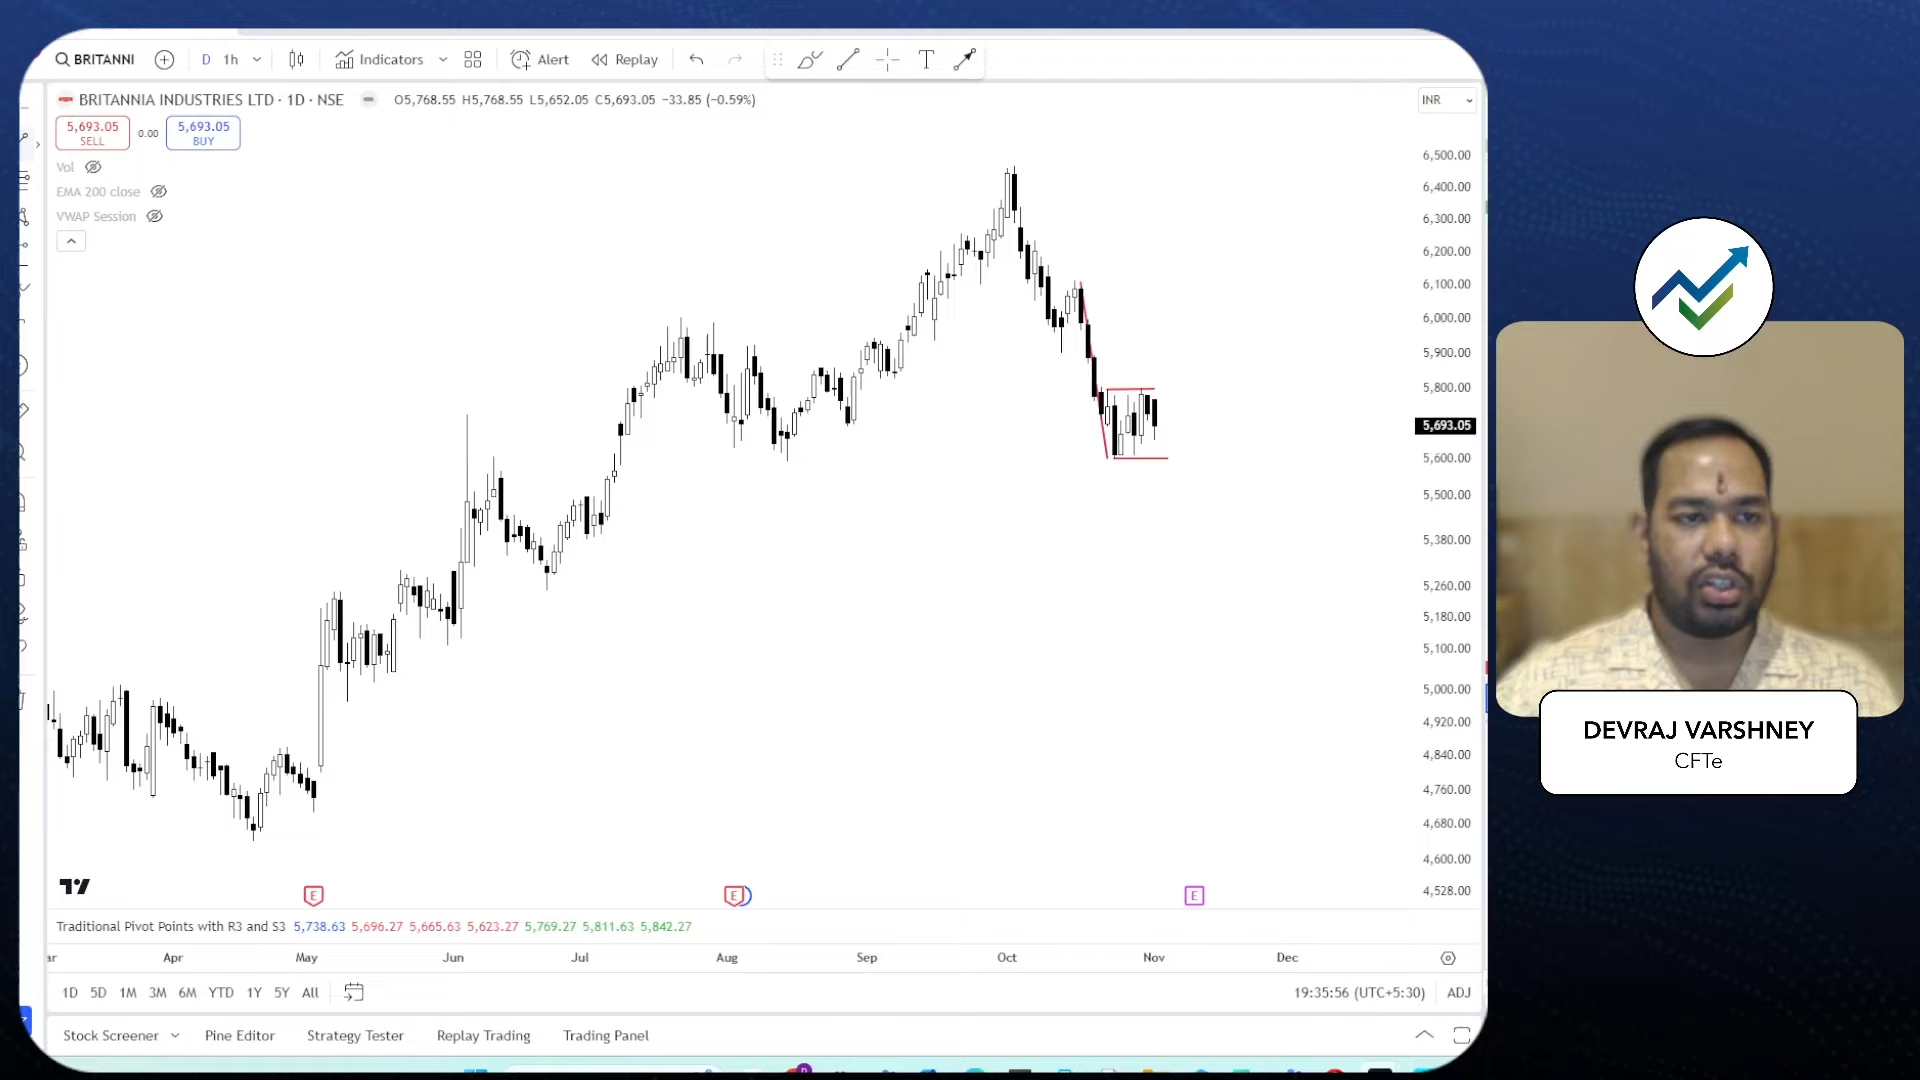 BRITANNI
D 1h
Indicators
Alert
Replay
BRITANNIA INDUSTRIES LTD · 1D · NSE
O5,768.55 H5,768.55 L5,652.05 C5,693.05 −33.85 (−0.59%)
INR
5,693.05
SELL
0.00
5,693.05
BUY
Vol
EMA 200 close
VWAP Session
6,500.00
6,400.00
6,300.00
6,200.00
6,100.00
6,000.00
5,900.00
5,800.00
5,693.05
5,600.00
5,500.00
5,380.00
5,260.00
5,180.00
5,100.00
5,000.00
4,920.00
4,840.00
4,760.00
4,680.00
4,600.00
4,528.00
E
E
E
Traditional Pivot Points with R3 and S3 5,738.63 5,696.27 5,665.63 5,623.27 5,769.27 5,811.63 5,842.27
ar Apr May Jun Jul Aug Sep Oct Nov Dec
1D 5D 1M 3M 6M YTD 1Y 5Y All
19:35:56 (UTC+5:30) ADJ
Stock Screener Pine Editor Strategy Tester Replay Trading Trading Panel
DEVRAJ VARSHNEY
CFTe